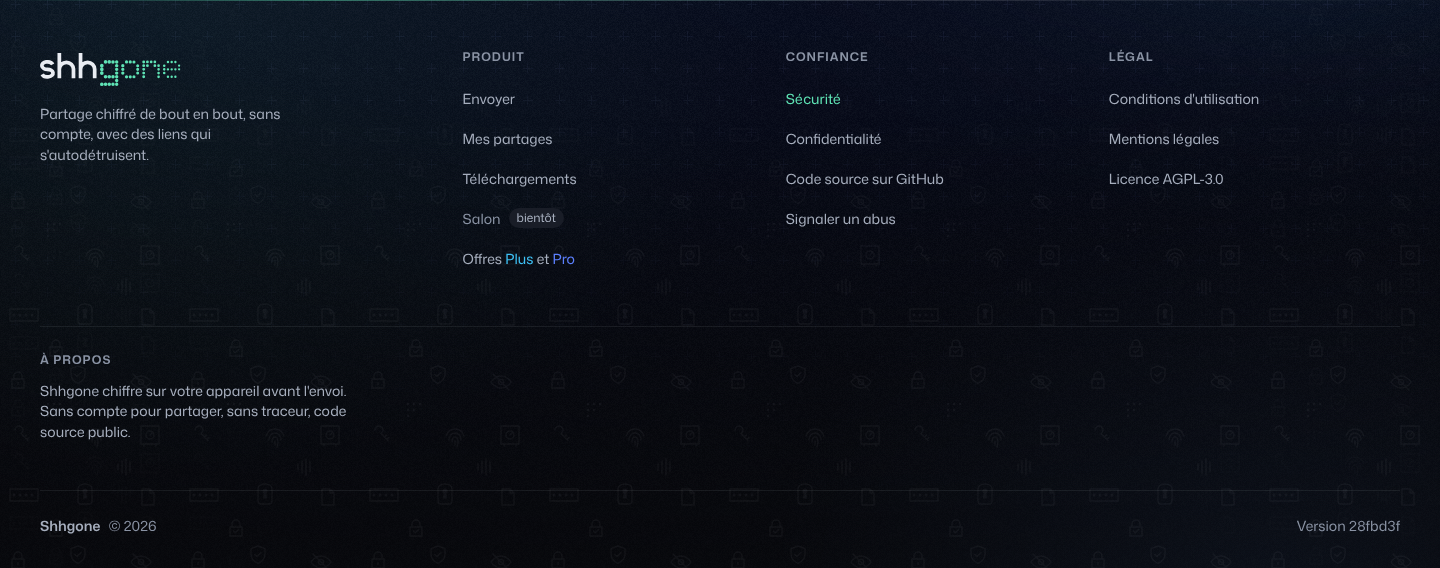 shhgone
Partage chiffré de bout en bout, sans
compte, avec des liens qui
s'autodétruisent.
PRODUIT
Envoyer
Mes partages
Téléchargements
Salon bientôt
Offres Plus et Pro
CONFIANCE
Sécurité
Confidentialité
Code source sur GitHub
Signaler un abus
LÉGAL
Conditions d'utilisation
Mentions légales
Licence AGPL-3.0
À PROPOS
Shhgone chiffre sur votre appareil avant l'envoi.
Sans compte pour partager, sans traceur, code
source public.
Shhgone © 2026
Version 28fbd3f